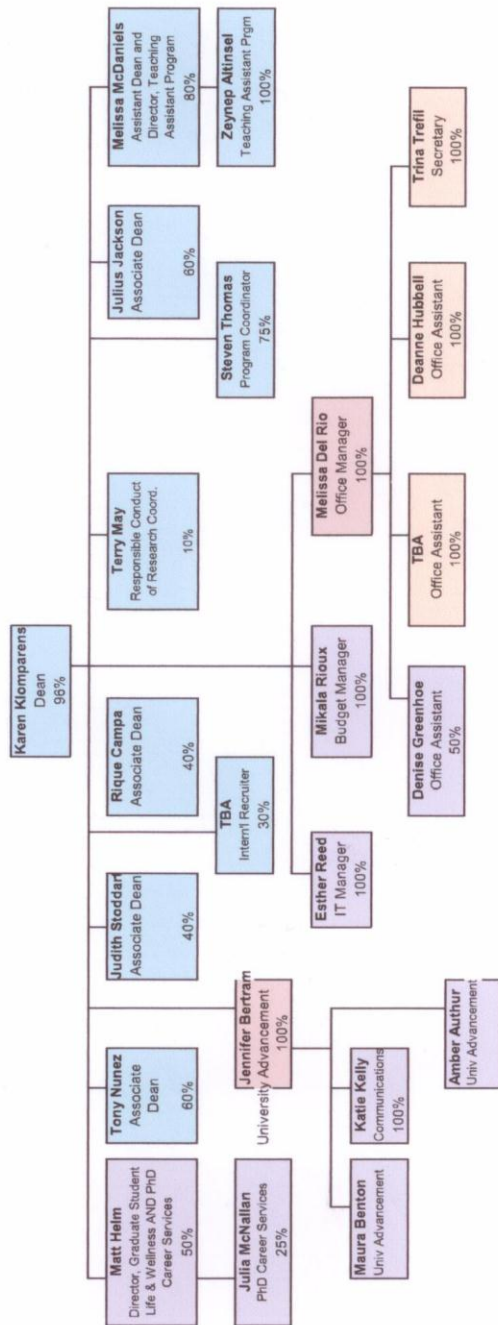 Karen Klomparens
Dean
96%
Matt Helm
Director, Graduate Student
Life & Wellness AND PhD
Career Services
50%
Tony Nunez
Associate
Dean
60%
Judith Stoddart
Associate Dean
40%
Rique Campa
Associate Dean
40%
Terry May
Responsible Conduct
of Research Coord.
10%
Julius Jackson
Associate Dean
60%
Melissa McDaniels
Assistant Dean and
Director, Teaching
Assistant Program
80%
Julia McNallan
PhD Career Services
25%
Jennifer Bertram
University Advancement
100%
TBA
Intern'l Recruiter
30%
Steven Thomas
Program Coordinator
75%
Zeynep Altinsel
Teaching Assistant Prgm
100%
Maura Benton
Univ Advancement
Katie Kelly
Communications
100%
Amber Authur
Univ Advancement
Esther Reed
IT Manager
100%
Mikala Rioux
Budget Manager
100%
Melissa Del Rio
Office Manager
100%
Denise Greenhoe
Office Assistant
50%
TBA
Office Assistant
100%
Deanne Hubbell
Office Assistant
100%
Trina Trefil
Secretary
100%